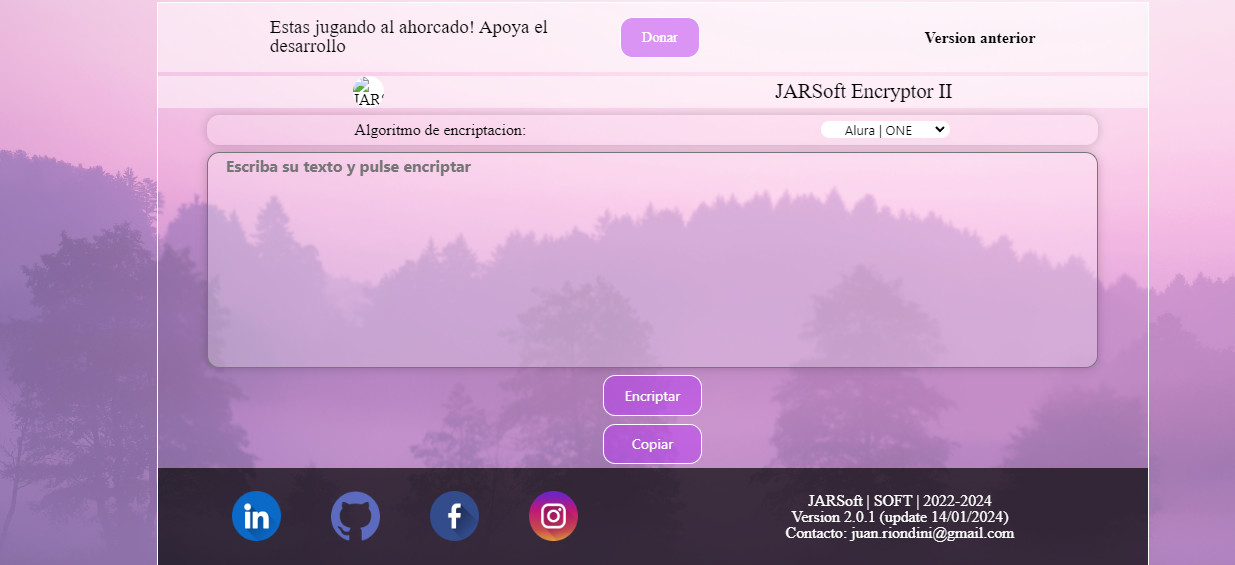 Estas jugando al ahorcado! Apoya el
desarrollo
Donar
Version anterior
JARSoft Encryptor II
Algoritmo de encriptacion:
Alura | ONE
Escriba su texto y pulse encriptar
Encriptar
Copiar
in
f
JARSoft | SOFT | 2022-2024
Version 2.0.1 (update 14/01/2024)
Contacto: juan.riondini@gmail.com